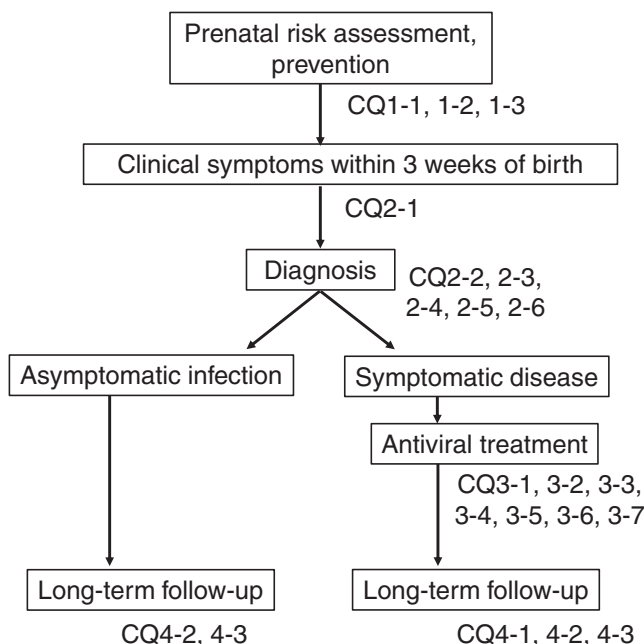 Prenatal risk assessment,
prevention
CQ1-1, 1-2, 1-3
Clinical symptoms within 3 weeks of birth
CQ2-1
Diagnosis
CQ2-2, 2-3,
2-4, 2-5, 2-6
Asymptomatic infection
Symptomatic disease
Antiviral treatment
CQ3-1, 3-2, 3-3,
3-4, 3-5, 3-6, 3-7
Long-term follow-up
Long-term follow-up
CQ4-2, 4-3
CQ4-1, 4-2, 4-3